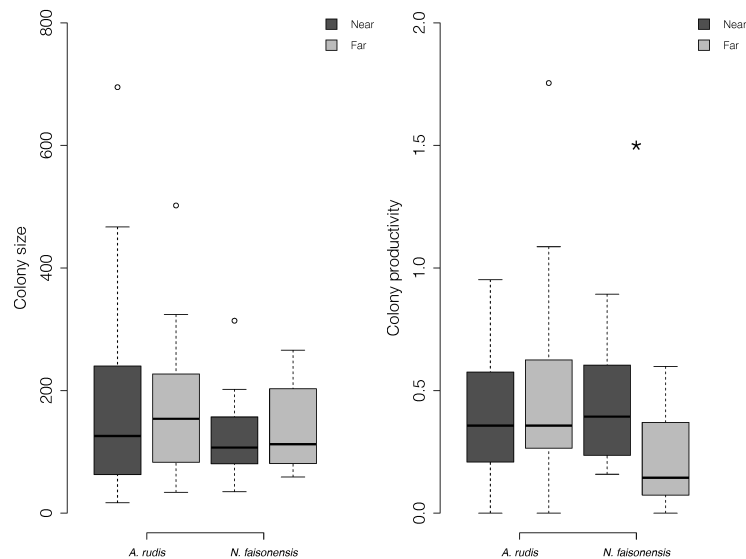 Colony size
0
200
400
600
800
Near
Far
A. rudis
N. faisonensis
Colony productivity
0.0
0.5
1.0
1.5
2.0
Near
Far
*
A. rudis
N. faisonensis